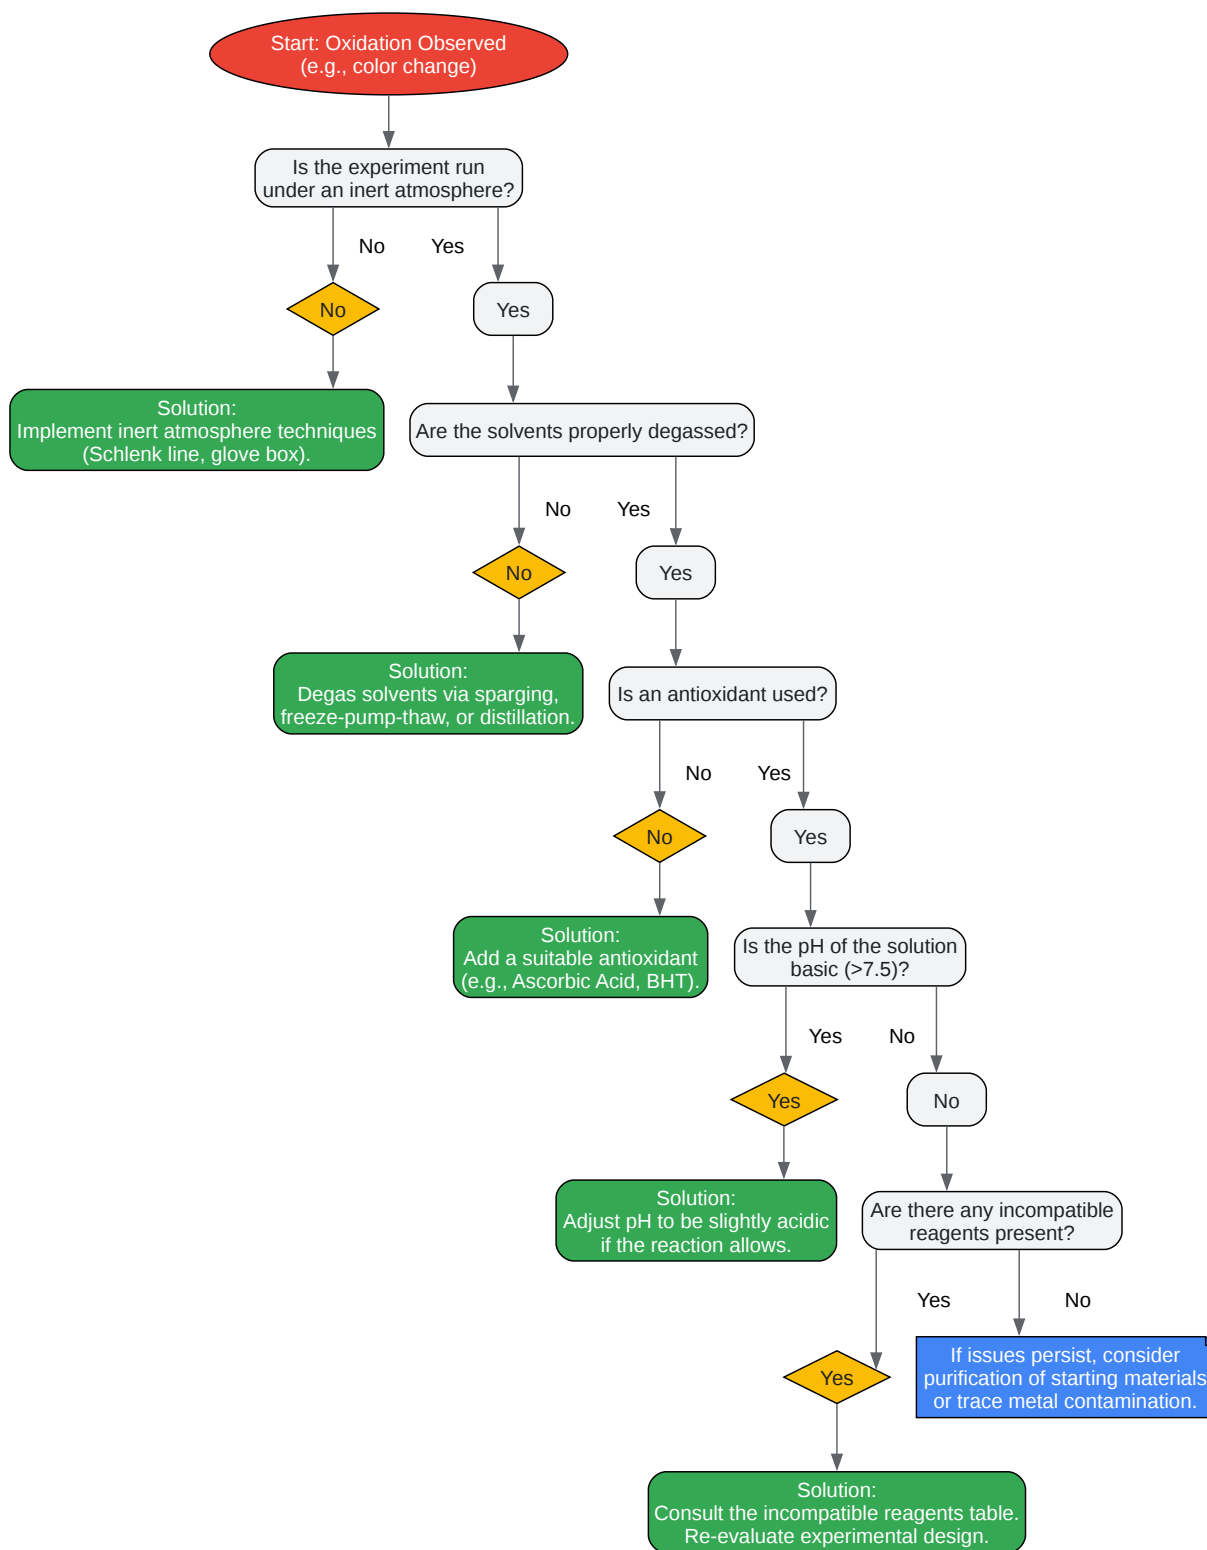 Start: Oxidation Observed
(e.g., color change)
Is the experiment run
under an inert atmosphere?
No
Yes
No
Yes
Solution:
Implement inert atmosphere techniques
(Schlenk line, glove box).
Are the solvents properly degassed?
No
Yes
No
Yes
Solution:
Degas solvents via sparging,
freeze-pump-thaw, or distillation.
Is an antioxidant used?
No
Yes
No
Yes
Solution:
Add a suitable antioxidant
(e.g., Ascorbic Acid, BHT).
Is the pH of the solution
basic (>7.5)?
Yes
No
Yes
No
Solution:
Adjust pH to be slightly acidic
if the reaction allows.
Are there any incompatible
reagents present?
Yes
No
Yes
If issues persist, consider
purification of starting materials
or trace metal contamination.
Solution:
Consult the incompatible reagents table.
Re-evaluate experimental design.